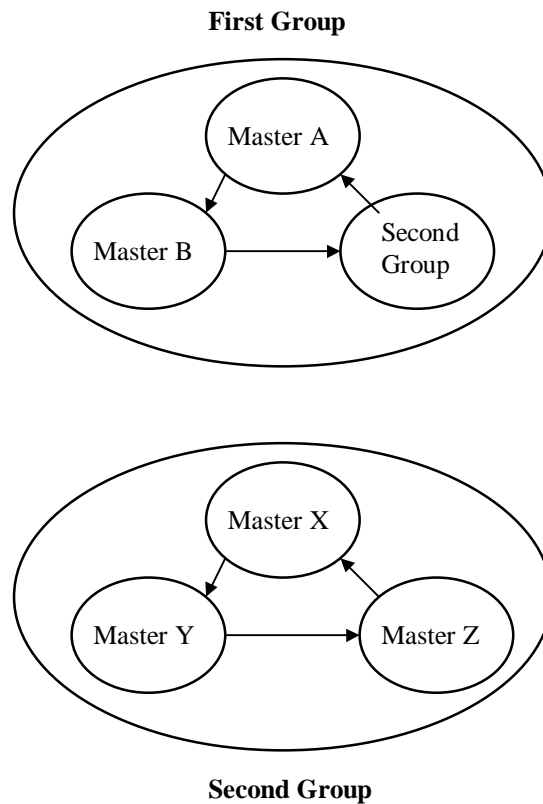 First Group
Master A
Master B
Second
Group
Master X
Master Y
Master Z
Second Group